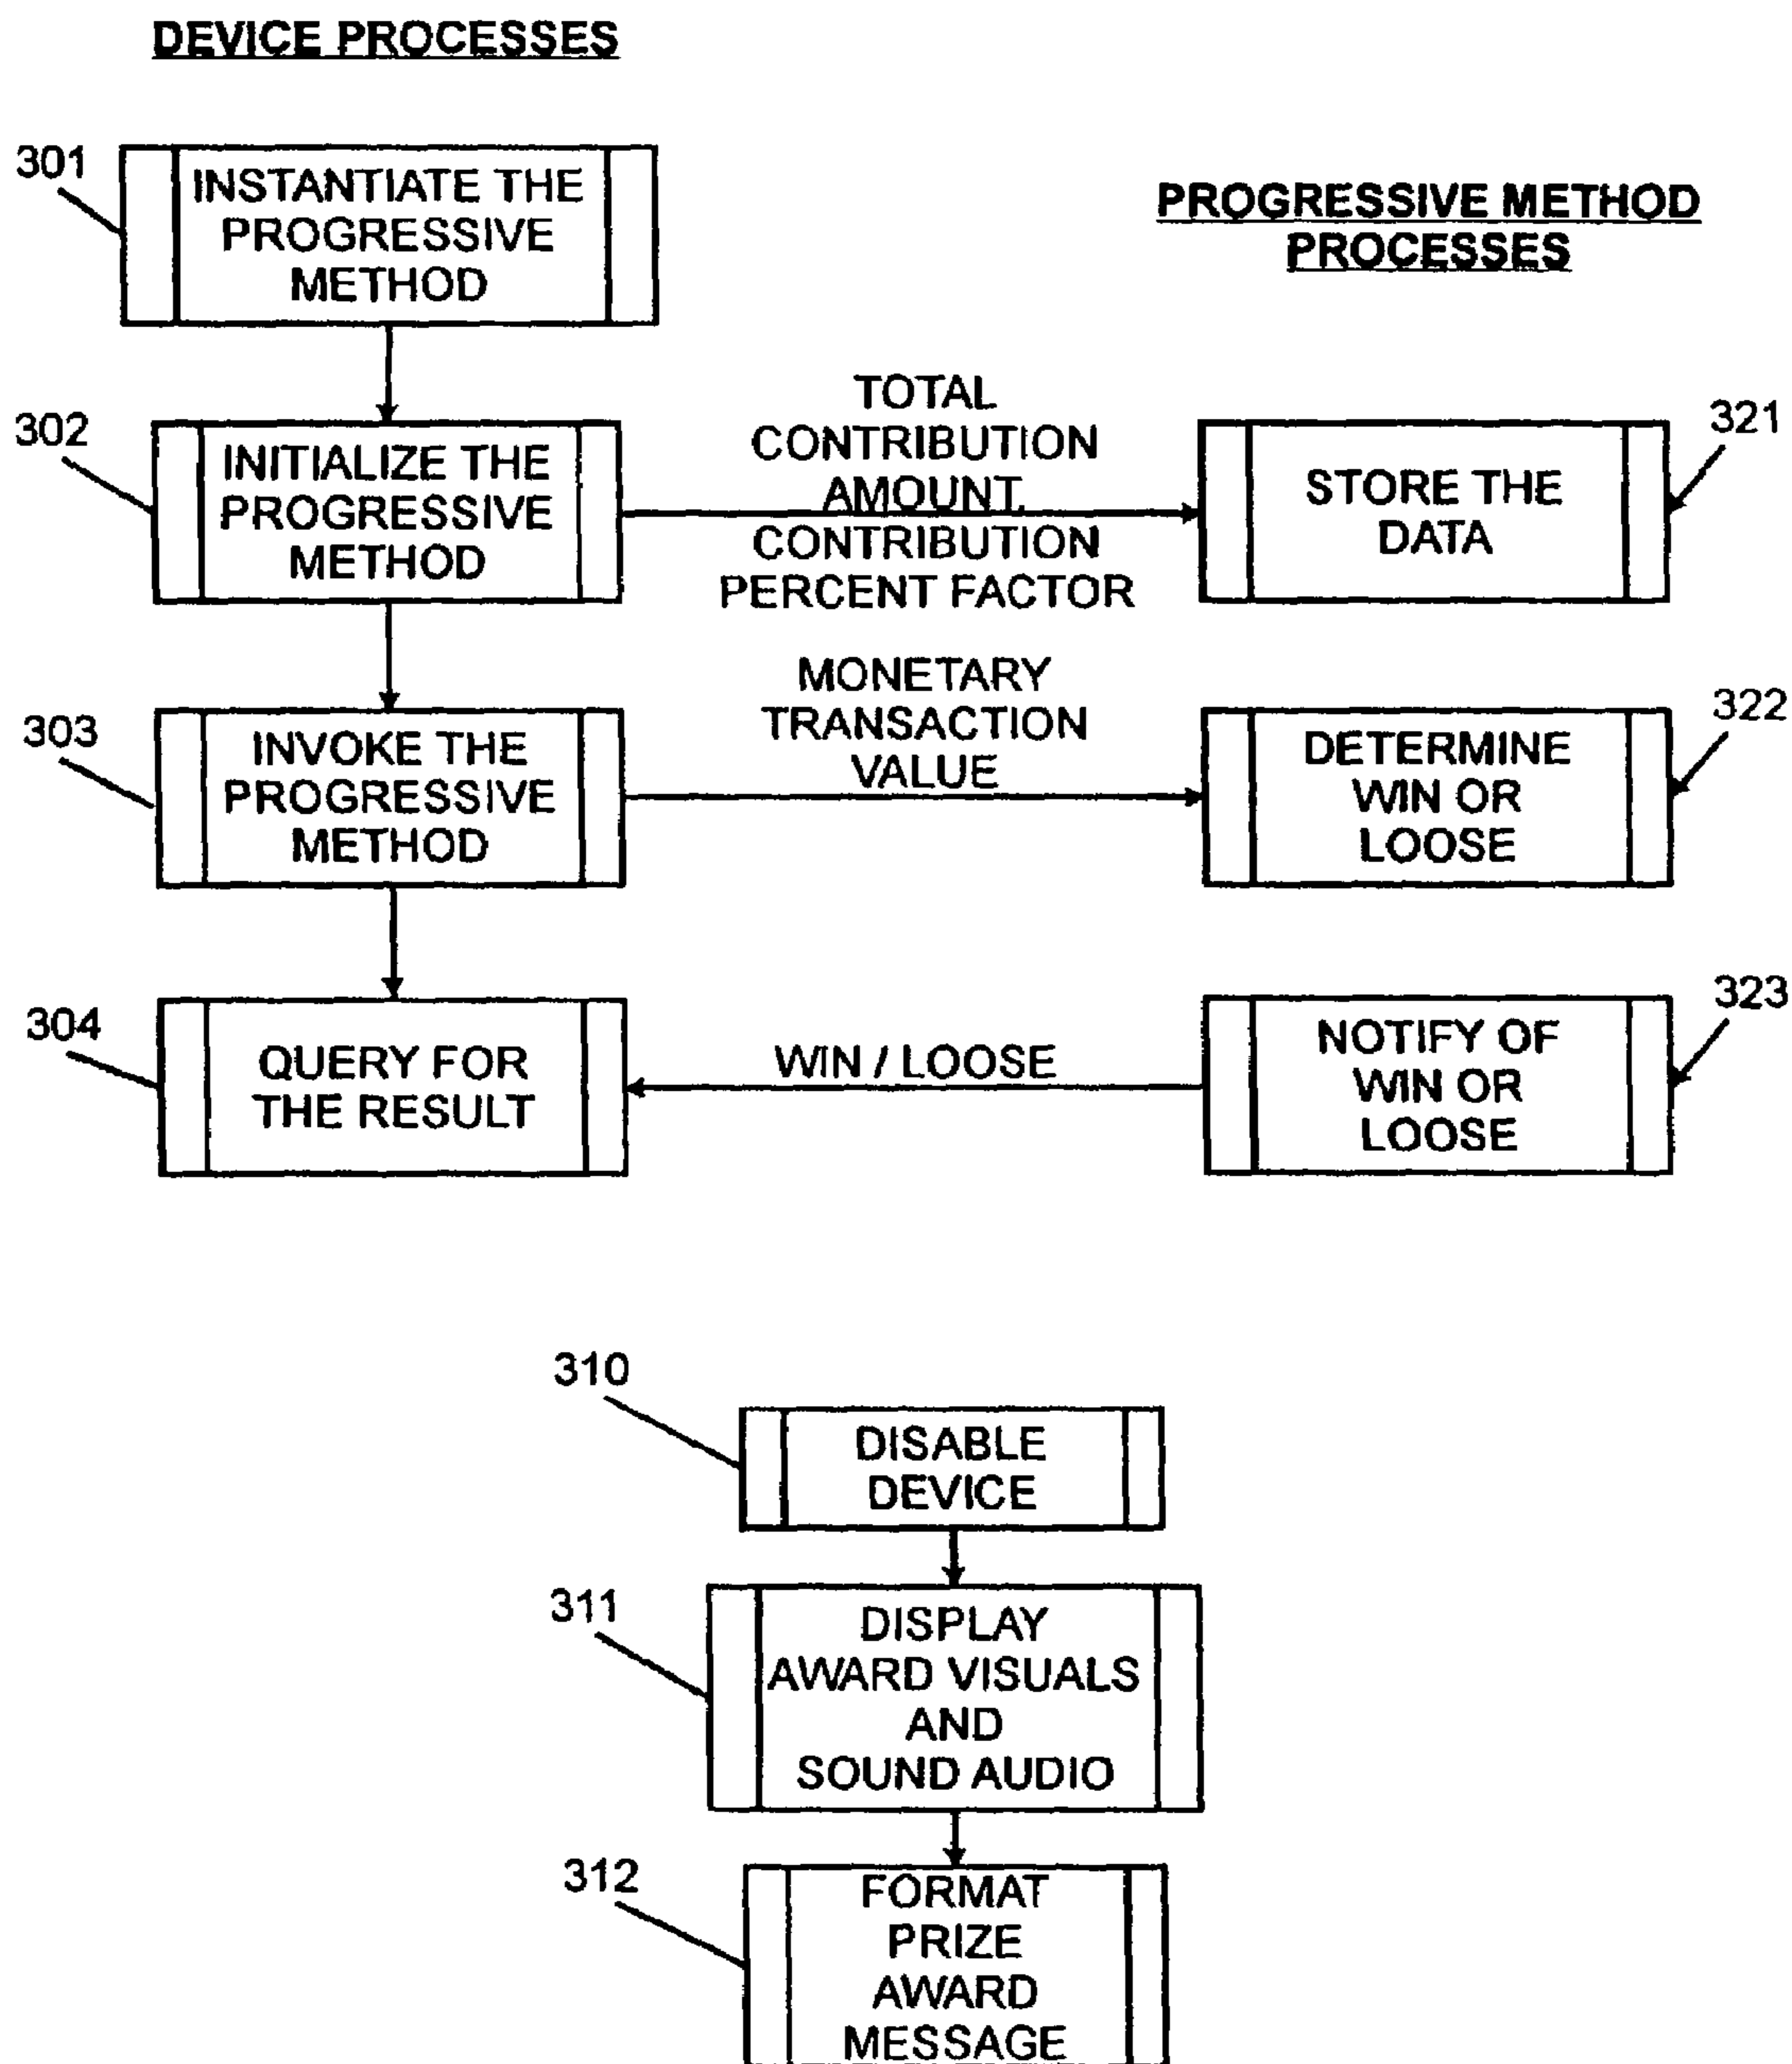 DEVICE PROCESSES
301
INSTANTIATE THE
PROGRESSIVE
METHOD
PROGRESSIVE METHOD
PROCESSES
302
INITIALIZE THE
PROGRESSIVE
METHOD
TOTAL
CONTRIBUTION
AMOUNT,
CONTRIBUTION
PERCENT FACTOR
321
STORE THE
DATA
303
INVOKE THE
PROGRESSIVE
METHOD
MONETARY
TRANSACTION
VALUE
322
DETERMINE
WIN OR
LOOSE
304
QUERY FOR
THE RESULT
WIN / LOOSE
323
NOTIFY OF
WIN OR
LOOSE
310
DISABLE
DEVICE
311
DISPLAY
AWARD VISUALS
AND
SOUND AUDIO
312
FORMAT
PRIZE
AWARD
MESSAGE